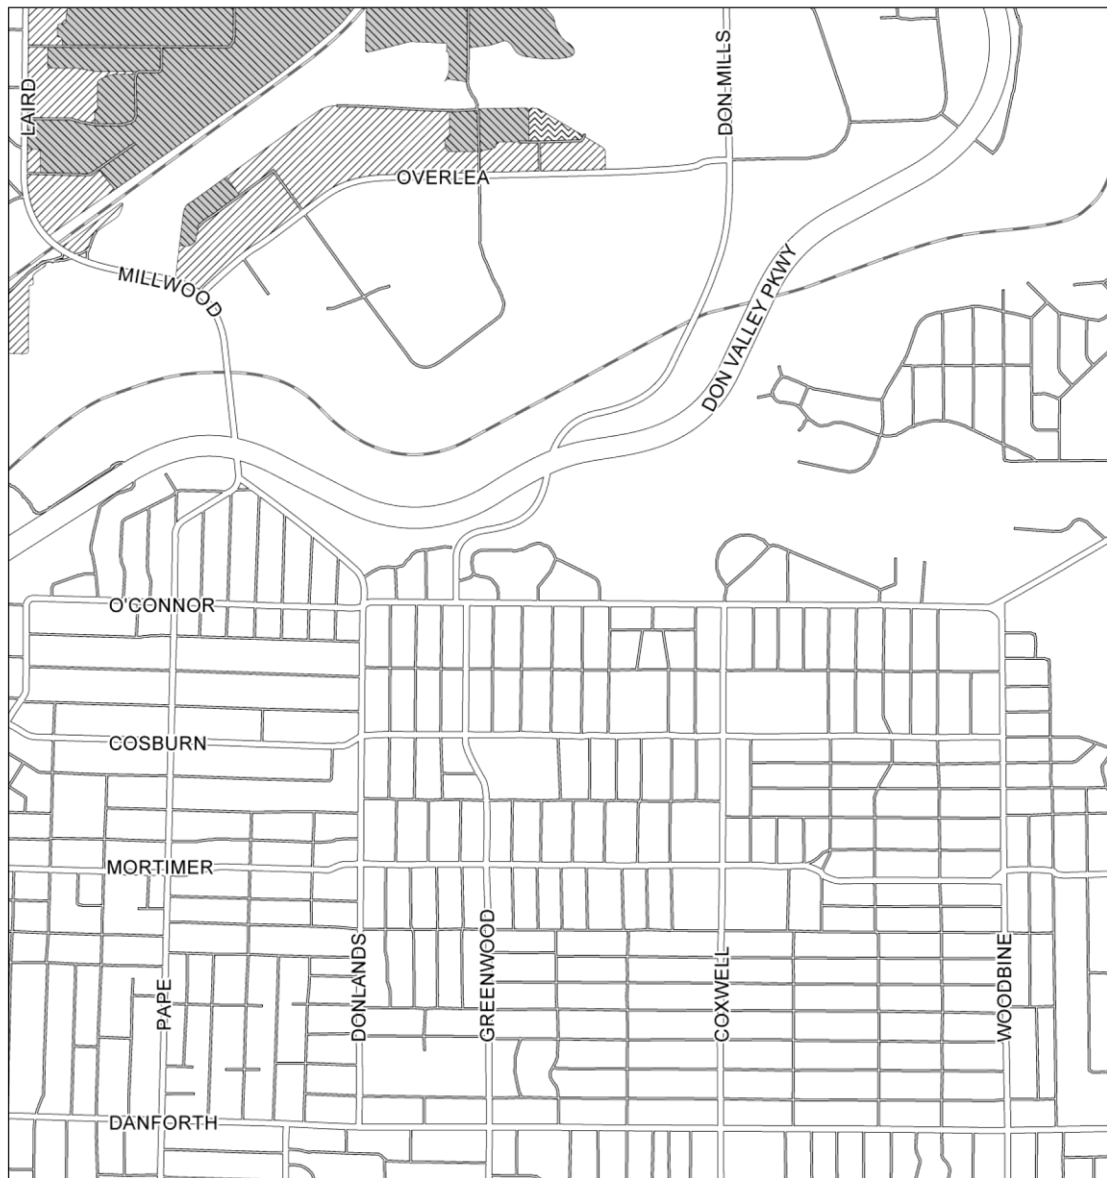 DON MILLS
LAIRD
OVERLEA
MILLWOOD
DON VALLEY PKWY
O'CONNOR
COSBURN
MORTIMER
PAPE
DONLANDS
GREENWOOD
COXWELL
WOODBINE
DANFORTH